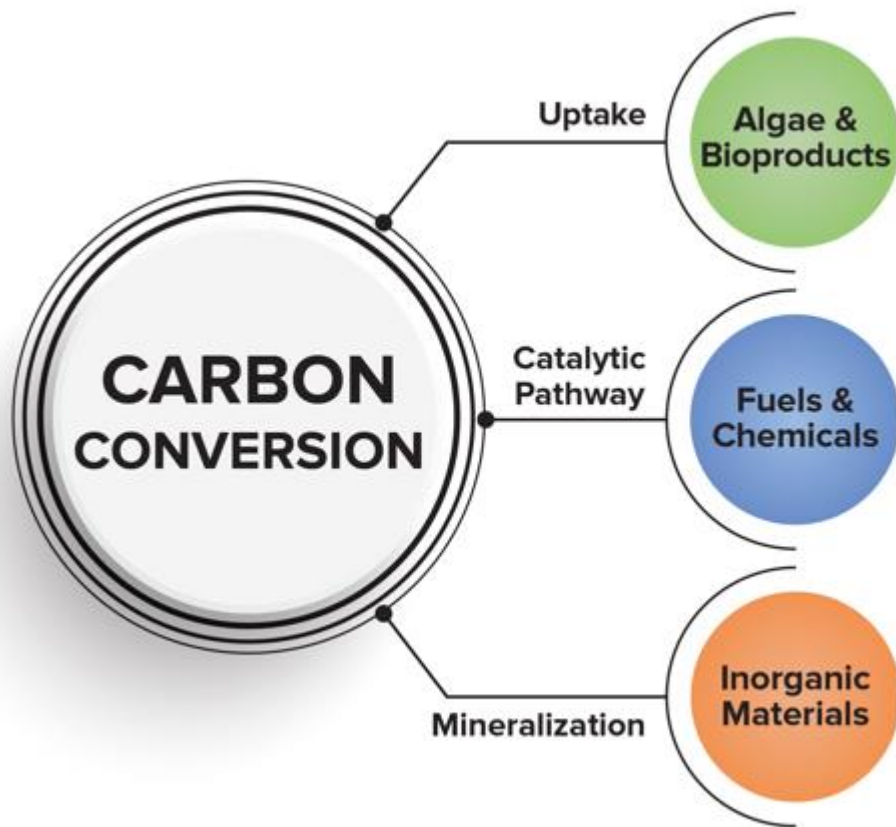 CARBON
CONVERSION
Uptake
Algae &
Bioproducts
Catalytic
Pathway
Fuels &
Chemicals
Mineralization
Inorganic
Materials